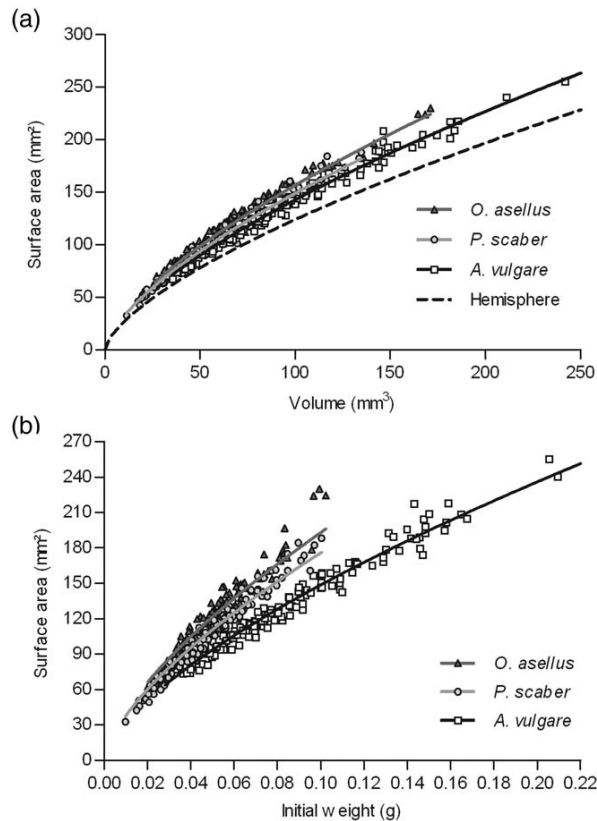 (a)
300
250
200
150
100
50
0
Surface area (mm²)
O. asellus
P. scaber
A. vulgare
Hemisphere
0 50 100 150 200 250
Volume (mm³)
(b)
270
240
210
180
150
120
90
60
30
0
Surface area (mm²)
O. asellus
P. scaber
A. vulgare
0.00 0.02 0.04 0.06 0.08 0.10 0.12 0.14 0.16 0.18 0.20 0.22
Initial weight (g)